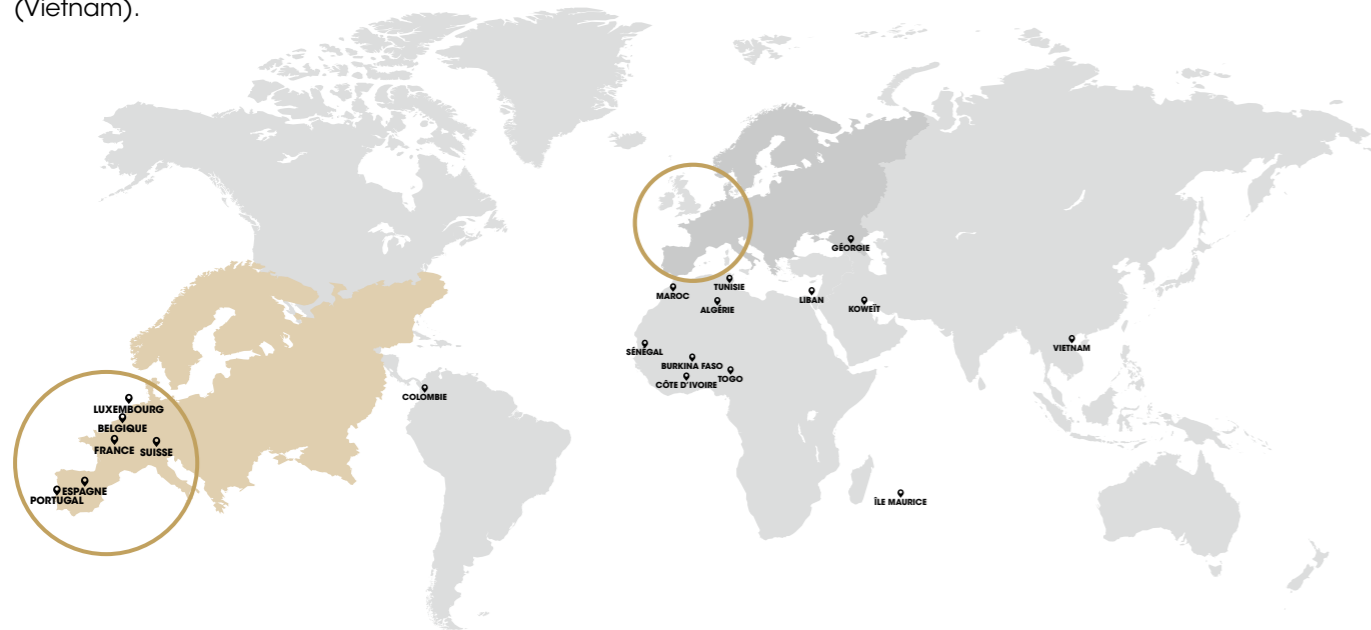 (Vietnam).
GÉORGIE
TUNISIE
MAROC
LIBAN
ALGÉRIE
KOWEÏT
SÉNÉGAL
VIETNAM
BURKINA FASO
TOGO
CÔTE D'IVOIRE
COLOMBIE
LUXEMBOURG
BELGIQUE
FRANCE
SUISSE
ESPAGNE
PORTUGAL
ÎLE MAURICE